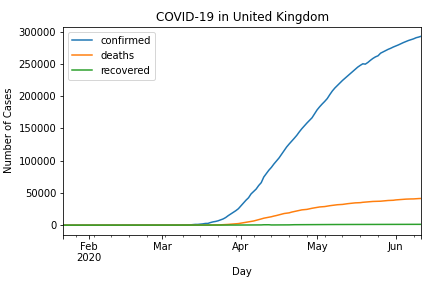 COVID-19 in United Kingdom
confirmed
deaths
recovered
300000
250000
200000
150000
100000
50000
0
Number of Cases
Feb
2020
Mar
Apr
May
Jun
Day